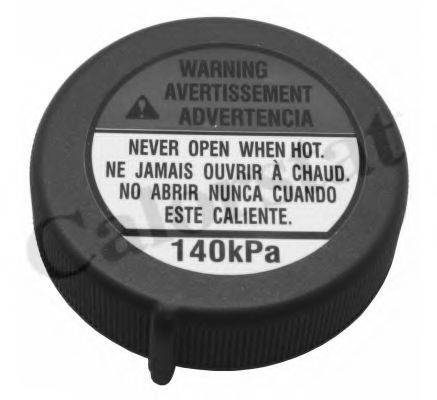 WARNING
AVERTISSEMENT
ADVERTENCIA
NEVER OPEN WHEN HOT.
NE JAMAIS OUVRIR À CHAUD.
NO ABRIR NUNCA CUANDO
ESTE CALIENTE.
140kPa